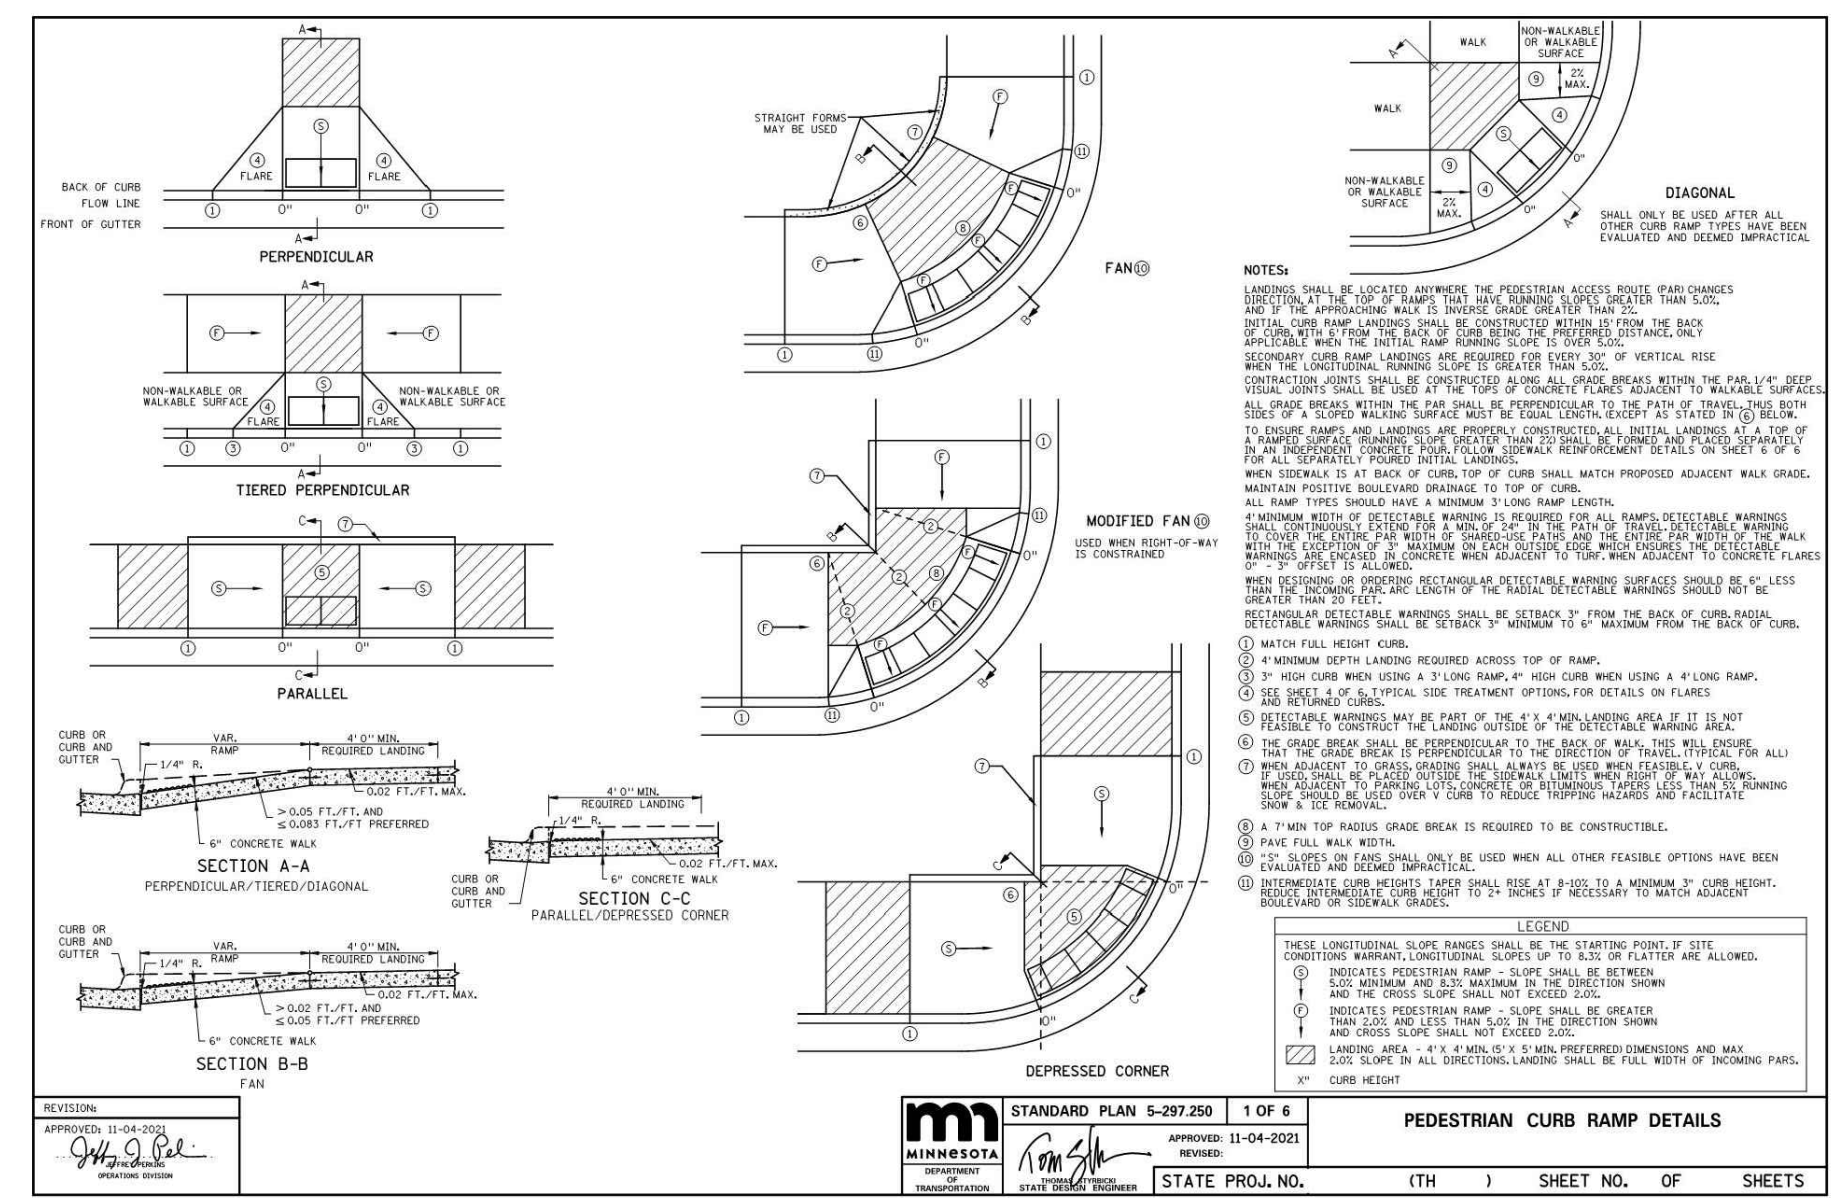 A
S
4
FLARE
4
FLARE
BACK OF CURB
FLOW LINE
FRONT OF GUTTER
1
0"
0"
1
A
PERPENDICULAR
A
F
F
S
NON-WALKABLE OR
WALKABLE SURFACE
NON-WALKABLE OR
WALKABLE SURFACE
4
FLARE
4
FLARE
1
3
0"
0"
3
1
A
TIERED PERPENDICULAR
C
7
S
5
S
1
0"
0"
1
C
PARALLEL
CURB OR
CURB AND
GUTTER
VAR.
RAMP
4' 0" MIN.
REQUIRED LANDING
1/4" R.
0.02 FT./FT. MAX.
> 0.05 FT./FT. AND
≤ 0.083 FT./FT PREFERRED
6" CONCRETE WALK
SECTION A-A
PERPENDICULAR/TIERED/DIAGONAL
4' 0" MIN.
REQUIRED LANDING
1/4" R.
0.02 FT./FT. MAX.
6" CONCRETE WALK
CURB OR
CURB AND
GUTTER
SECTION C-C
PARALLEL/DEPRESSED CORNER
CURB OR
CURB AND
GUTTER
VAR.
RAMP
4' 0" MIN.
REQUIRED LANDING
1/4" R.
0.02 FT./FT. MAX.
> 0.02 FT./FT. AND
≤ 0.05 FT./FT PREFERRED
6" CONCRETE WALK
SECTION B-B
FAN
STRAIGHT FORMS
MAY BE USED
1
F
7
B
11
F
0"
6
8
F
F
F
B
1
11
0"
FAN 10
1
F
7
2
11
B
F
0"
6
2
8
2
F
F
F
B
1
11
0"
MODIFIED FAN 10
USED WHEN RIGHT-OF-WAY
IS CONSTRAINED
7
1
S
C
0"
6
5
S
C
1
0"
DEPRESSED CORNER
A
WALK
NON-WALKABLE
OR WALKABLE
SURFACE
9
2%
MAX.
WALK
4
S
0"
9
NON-WALKABLE
OR WALKABLE
SURFACE
2%
MAX.
4
0"
A
DIAGONAL
SHALL ONLY BE USED AFTER ALL
OTHER CURB RAMP TYPES HAVE BEEN
EVALUATED AND DEEMED IMPRACTICAL
NOTES:
LANDINGS SHALL BE LOCATED ANYWHERE THE PEDESTRIAN ACCESS ROUTE (PAR) CHANGES
DIRECTION, AT THE TOP OF RAMPS THAT HAVE RUNNING SLOPES GREATER THAN 5.0%,
AND IF THE APPROACHING WALK IS INVERSE GRADE GREATER THAN 2%.
INITIAL CURB RAMP LANDINGS SHALL BE CONSTRUCTED WITHIN 15' FROM THE BACK
OF CURB, WITH 6' FROM THE BACK OF CURB BEING THE PREFERRED DISTANCE, ONLY
APPLICABLE WHEN THE INITIAL RAMP RUNNING SLOPE IS OVER 5.0%.
SECONDARY CURB RAMP LANDINGS ARE REQUIRED FOR EVERY 30" OF VERTICAL RISE
WHEN THE LONGITUDINAL RUNNING SLOPE IS GREATER THAN 5.0%.
CONTRACTION JOINTS SHALL BE CONSTRUCTED ALONG ALL GRADE BREAKS WITHIN THE PAR. 1/4" DEEP
VISUAL JOINTS SHALL BE USED AT THE TOPS OF CONCRETE FLARES ADJACENT TO WALKABLE SURFACES.
ALL GRADE BREAKS WITHIN THE PAR SHALL BE PERPENDICULAR TO THE PATH OF TRAVEL. THUS BOTH
SIDES OF A SLOPED WALKING SURFACE MUST BE EQUAL LENGTH. (EXCEPT AS STATED IN 6 BELOW.
TO ENSURE RAMPS AND LANDINGS ARE PROPERLY CONSTRUCTED, ALL INITIAL LANDINGS AT A TOP OF
A RAMPED SURFACE (RUNNING SLOPE GREATER THAN 2%) SHALL BE FORMED AND PLACED SEPARATELY
IN AN INDEPENDENT CONCRETE POUR. FOLLOW SIDEWALK REINFORCEMENT DETAILS ON SHEET 6 OF 6
FOR ALL SEPARATELY POURED INITIAL LANDINGS.
WHEN SIDEWALK IS AT BACK OF CURB, TOP OF CURB SHALL MATCH PROPOSED ADJACENT WALK GRADE.
MAINTAIN POSITIVE BOULEVARD DRAINAGE TO TOP OF CURB.
ALL RAMP TYPES SHOULD HAVE A MINIMUM 3' LONG RAMP LENGTH.
4' MINIMUM WIDTH OF DETECTABLE WARNING IS REQUIRED FOR ALL RAMPS. DETECTABLE WARNINGS
SHALL CONTINUOUSLY EXTEND FOR A MIN. OF 24" IN THE PATH OF TRAVEL. DETECTABLE WARNING
TO COVER THE ENTIRE PAR WIDTH OF SHARED-USE PATHS AND THE ENTIRE PAR WIDTH OF THE WALK
WITH THE EXCEPTION OF 3" MAXIMUM ON EACH OUTSIDE EDGE WHICH ENSURES THE DETECTABLE
WARNINGS ARE ENCASED IN CONCRETE WHEN ADJACENT TO TURF. WHEN ADJACENT TO CONCRETE FLARES
0" - 3" OFFSET IS ALLOWED.
WHEN DESIGNING OR ORDERING RECTANGULAR DETECTABLE WARNING SURFACES SHOULD BE 6" LESS
THAN THE INCOMING PAR. ARC LENGTH OF THE RADIAL DETECTABLE WARNINGS SHOULD NOT BE
GREATER THAN 20 FEET.
RECTANGULAR DETECTABLE WARNINGS SHALL BE SETBACK 3" FROM THE BACK OF CURB. RADIAL
DETECTABLE WARNINGS SHALL BE SETBACK 3" MINIMUM TO 6" MAXIMUM FROM THE BACK OF CURB.
1 MATCH FULL HEIGHT CURB.
2 4' MINIMUM DEPTH LANDING REQUIRED ACROSS TOP OF RAMP.
3 3" HIGH CURB WHEN USING A 3' LONG RAMP, 4" HIGH CURB WHEN USING A 4' LONG RAMP.
4 SEE SHEET 4 OF 6, TYPICAL SIDE TREATMENT OPTIONS, FOR DETAILS ON FLARES
AND RETURNED CURBS.
5 DETECTABLE WARNINGS MAY BE PART OF THE 4' X 4' MIN. LANDING AREA IF IT IS NOT
FEASIBLE TO CONSTRUCT THE LANDING OUTSIDE OF THE DETECTABLE WARNING AREA.
6 THE GRADE BREAK SHALL BE PERPENDICULAR TO THE BACK OF WALK. THIS WILL ENSURE
THAT THE GRADE BREAK IS PERPENDICULAR TO THE DIRECTION OF TRAVEL. (TYPICAL FOR ALL)
7 WHEN ADJACENT TO GRASS, GRADING SHALL ALWAYS BE USED WHEN FEASIBLE. V CURB,
IF USED, SHALL BE PLACED OUTSIDE THE SIDEWALK LIMITS WHEN RIGHT OF WAY ALLOWS.
WHEN ADJACENT TO PARKING LOTS, CONCRETE OR BITUMINOUS TAPERS LESS THAN 5% RUNNING
SLOPE SHOULD BE USED OVER V CURB TO REDUCE TRIPPING HAZARDS AND FACILITATE
SNOW & ICE REMOVAL.
8 A 7' MIN TOP RADIUS GRADE BREAK IS REQUIRED TO BE CONSTRUCTIBLE.
9 PAVE FULL WALK WIDTH.
10 "S" SLOPES ON FANS SHALL ONLY BE USED WHEN ALL OTHER FEASIBLE OPTIONS HAVE BEEN
EVALUATED AND DEEMED IMPRACTICAL.
11 INTERMEDIATE CURB HEIGHTS TAPER SHALL RISE AT 8-10% TO A MINIMUM 3" CURB HEIGHT.
REDUCE INTERMEDIATE CURB HEIGHT TO 2+ INCHES IF NECESSARY TO MATCH ADJACENT
BOULEVARD OR SIDEWALK GRADES.
LEGEND
THESE LONGITUDINAL SLOPE RANGES SHALL BE THE STARTING POINT. IF SITE
CONDITIONS WARRANT, LONGITUDINAL SLOPES UP TO 8.3% OR FLATTER ARE ALLOWED.
S INDICATES PEDESTRIAN RAMP - SLOPE SHALL BE BETWEEN
5.0% MINIMUM AND 8.3% MAXIMUM IN THE DIRECTION SHOWN
AND THE CROSS SLOPE SHALL NOT EXCEED 2.0%.
F INDICATES PEDESTRIAN RAMP - SLOPE SHALL BE GREATER
THAN 2.0% AND LESS THAN 5.0% IN THE DIRECTION SHOWN
AND CROSS SLOPE SHALL NOT EXCEED 2.0%.
LANDING AREA - 4' X 4' MIN. (5' X 5' MIN. PREFERRED) DIMENSIONS AND MAX
2.0% SLOPE IN ALL DIRECTIONS. LANDING SHALL BE FULL WIDTH OF INCOMING PARS.
X" CURB HEIGHT
REVISION:
APPROVED: 11-04-2021
JEFFREY PERKINS
OPERATIONS DIVISION
MINNESOTA
DEPARTMENT
OF
TRANSPORTATION
STANDARD PLAN 5-297.250
1 OF 6
THOMAS STYRBICKI
STATE DESIGN ENGINEER
APPROVED: 11-04-2021
REVISED:
STATE PROJ. NO.
PEDESTRIAN CURB RAMP DETAILS
(TH ) SHEET NO. OF SHEETS